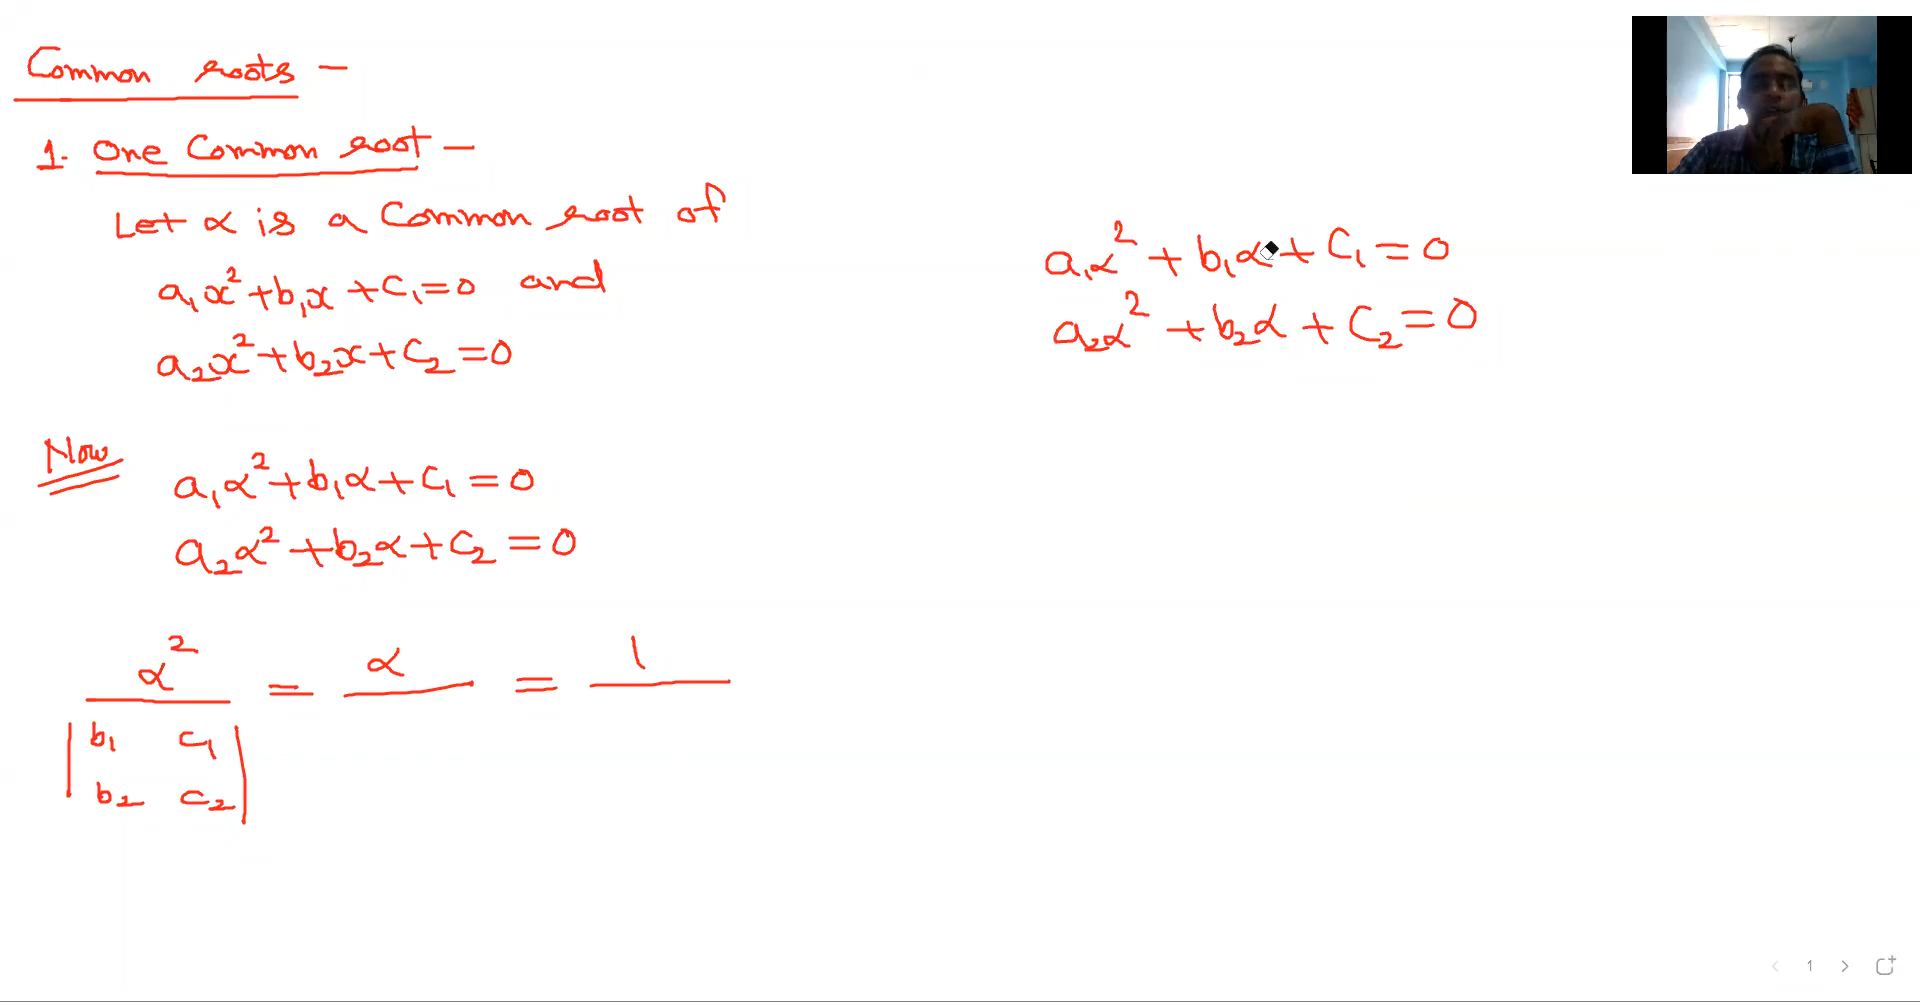 Common roots –
1. One Common root –
Let α is a Common root of
a₁x² + b₁x + c₁ = 0 and
a₂x² + b₂x + c₂ = 0
Now
a₁α² + b₁α + c₁ = 0
a₂α² + b₂α + c₂ = 0
α² = α = 1
b₁ c₁
b₂ c₂
a₁α² + b₁α + c₁ = 0
a₂α² + b₂α + c₂ = 0
1